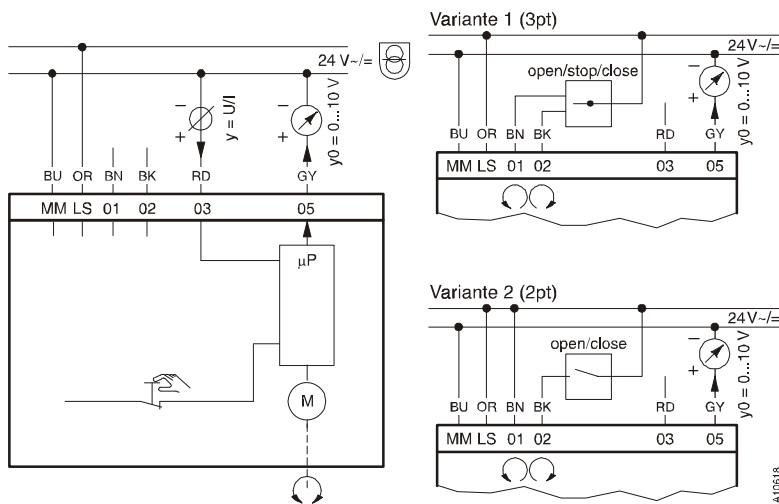 24 V~/=
y = U/I
y0 = 0...10 V
- +
- +
BU OR BN BK RD GY
MM LS 01 02 03 05
µP
M
Variante 1 (3pt)
24 V~/=
open/stop/close
y0 = 0...10 V
- +
BU OR BN BK RD GY
MM LS 01 02 03 05
Variante 2 (2pt)
24 V~/=
open/close
y0 = 0...10 V
- +
BU OR BN BK RD GY
MM LS 01 02 03 05
A10618